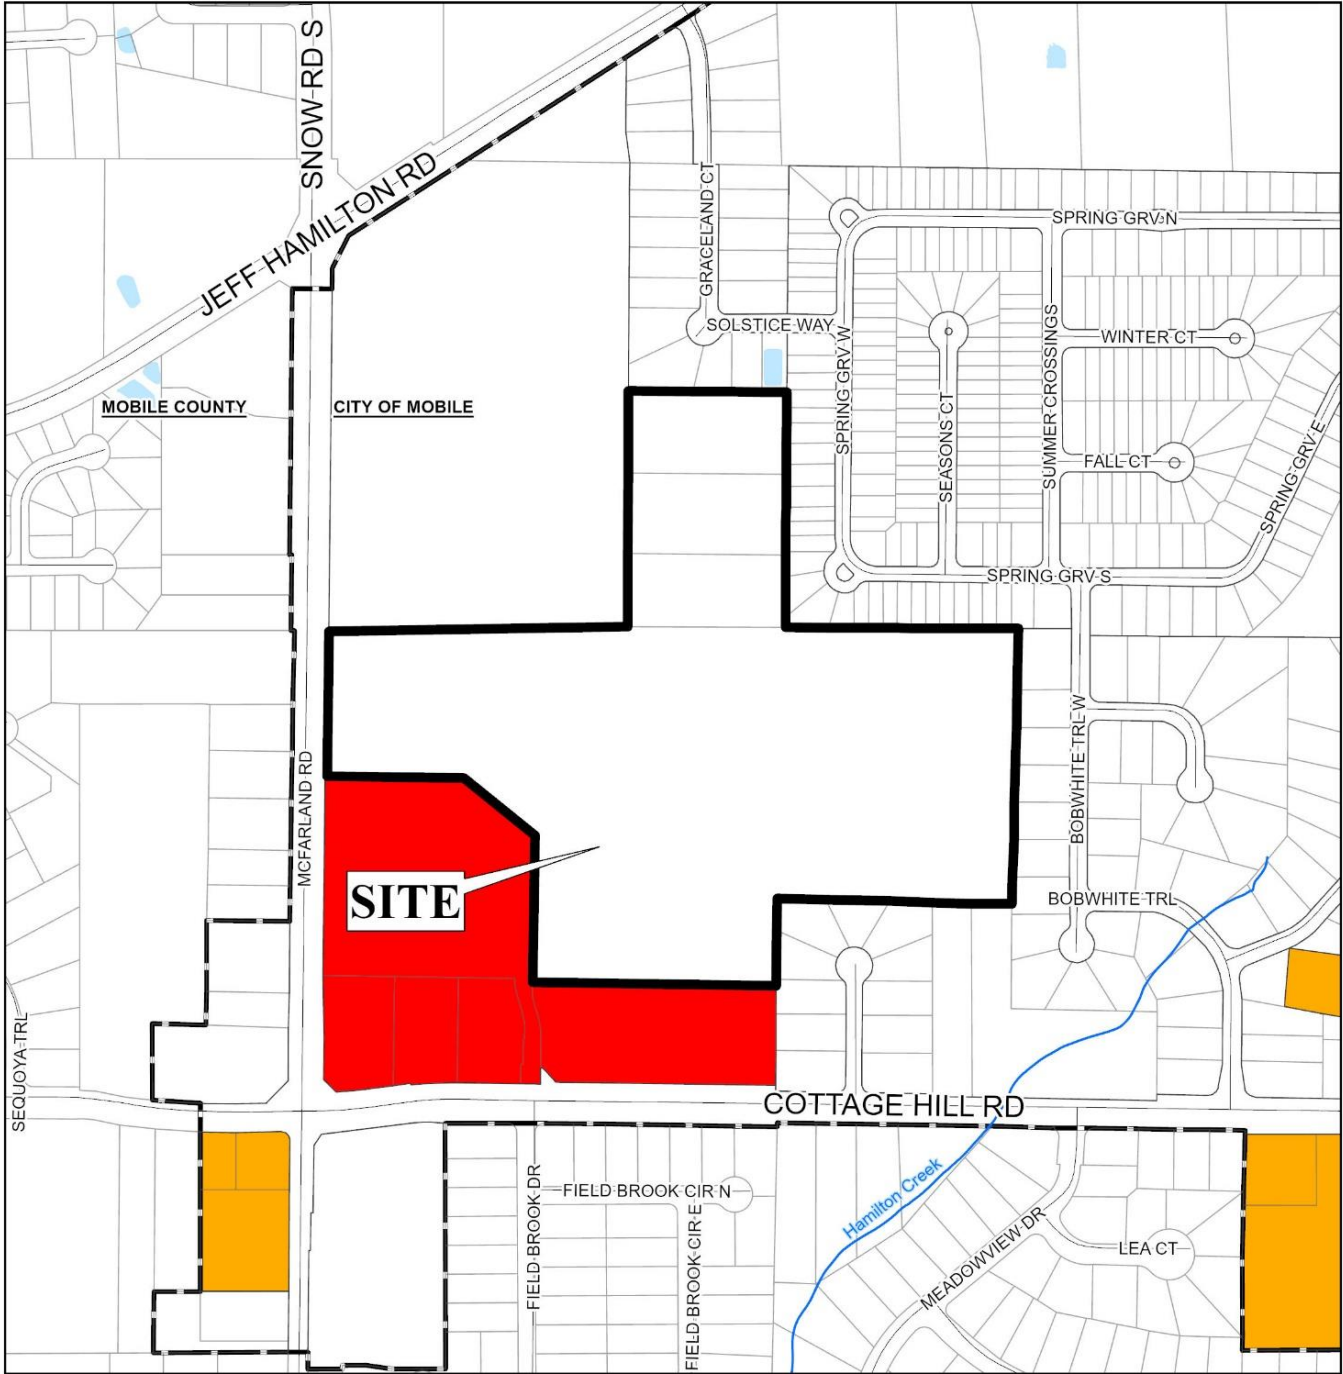 SNOW RD S
JEFF HAMILTON RD
GRACELAND CT
SPRING GRV N
SOLSTICE WAY
WINTER CT
SPRING GRV W
SEASONS CT
SUMMER CROSSINGS
MOBILE COUNTY
CITY OF MOBILE
FALL CT
SPRING GRV E
SPRING GRV S
BOBWHITE TRL W
MCFARLAND RD
SITE
BOBWHITE TRL
SEQUOYA TRL
COTTAGE HILL RD
FIELD BROOK DR
FIELD BROOK CIR N
FIELD BROOK CIR E
Hamilton Creek
MEADOWVIEW DR
LEA CT